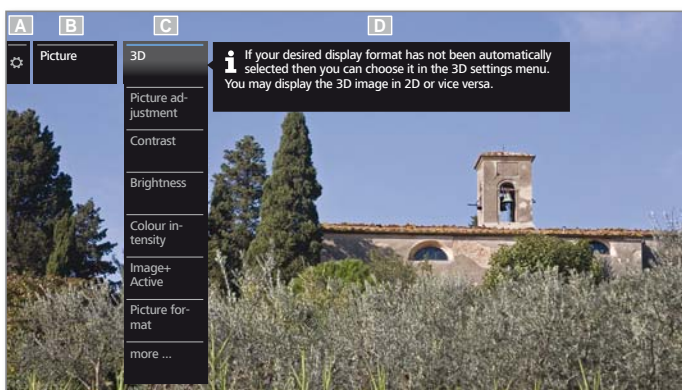 A B C D
Picture
3D
If your desired display format has not been automatically
selected then you can choose it in the 3D settings menu.
You may display the 3D image in 2D or vice versa.
Picture ad-
justment
Contrast
Brightness
Colour in-
tensity
Image+
Active
Picture for-
mat
more ...